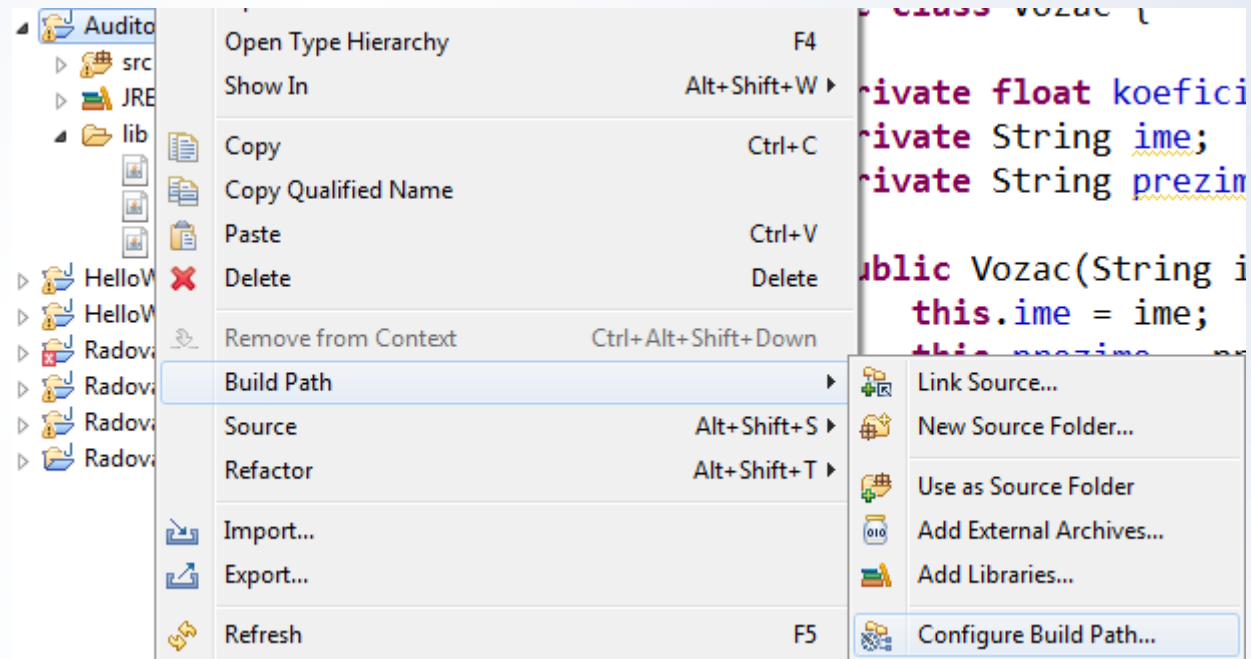 Audito
src
JRE
lib
HelloW
HelloW
Radova
Radova
Radova
Radova
Open Type Hierarchy F4
Show In Alt+Shift+W
Copy Ctrl+C
Copy Qualified Name
Paste Ctrl+V
Delete Delete
Remove from Context Ctrl+Alt+Shift+Down
Build Path
Source Alt+Shift+S
Refactor Alt+Shift+T
Import...
Export...
Refresh F5
Link Source...
New Source Folder...
Use as Source Folder
Add External Archives...
Add Libraries...
Configure Build Path...
class Vozac {
rivate float koefici
rivate String ime;
rivate String prezim
ublic Vozac(String i
this.ime = ime;
this.prezime